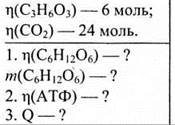 η(C₃H₆O₃) — 6 моль;
η(CO₂) — 24 моль.
1. η(C₆H₁₂O₆) — ?
m(C₆H₁₂O₆) — ?
2. η(АТФ) — ?
3. Q — ?